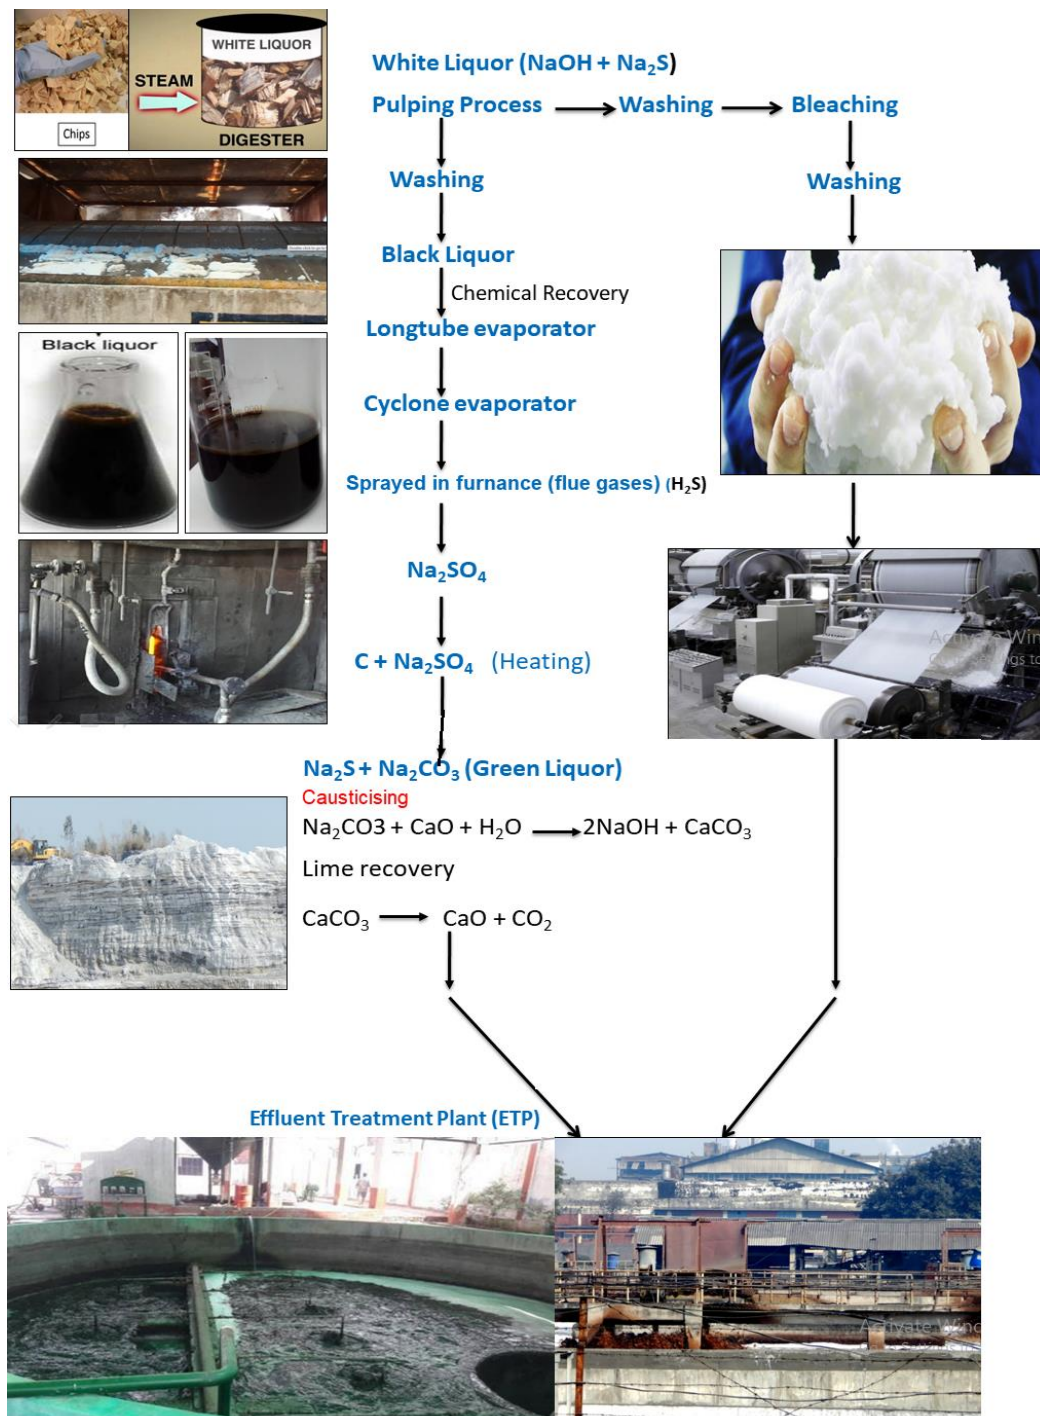 WHITE LIQUOR
STEAM
Chips
DIGESTER
White Liquor (NaOH + Na₂S)
Pulping Process → Washing → Bleaching
Washing
Washing
Black Liquor
Chemical Recovery
Longtube evaporator
Black liquor
Cyclone evaporator
Sprayed in furnance (flue gases) (H₂S)
Na₂SO₄
C + Na₂SO₄ (Heating)
Na₂S + Na₂CO₃ (Green Liquor)
Causticising
Na₂CO3 + CaO + H₂O → 2NaOH + CaCO₃
Lime recovery
CaCO₃ → CaO + CO₂
Effluent Treatment Plant (ETP)